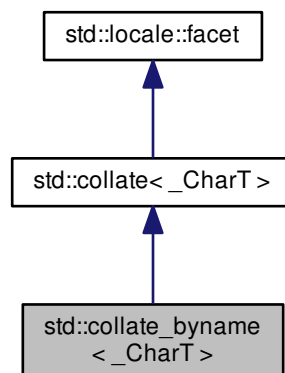 std::locale::facet
std::collate< _CharT >
std::collate_byname
< _CharT >